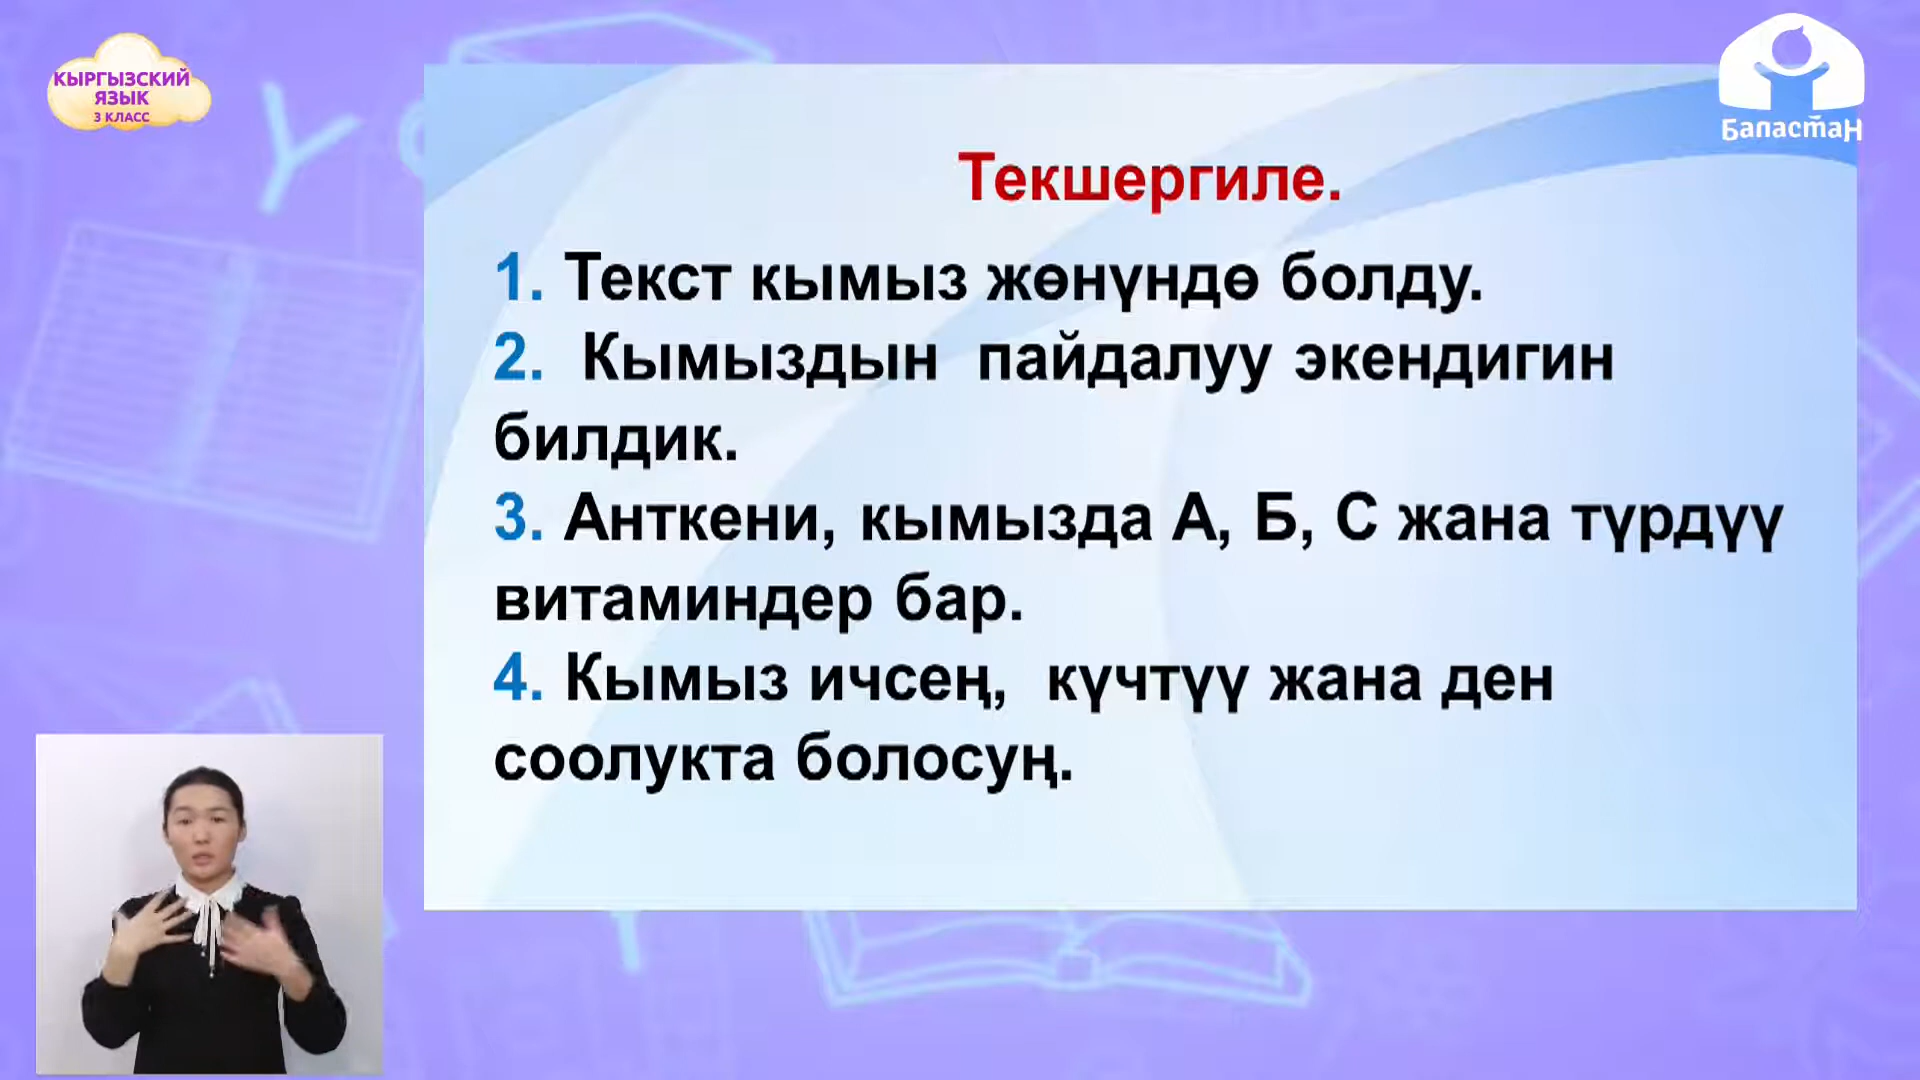 КЫРГЫЗСКИЙ
ЯЗЫК
3 КЛАСС
Баластан
Текшергиле.
1. Текст кымыз жөнүндө болду.
2. Кымыздын пайдалуу экендигин
билдик.
3. Анткени, кымызда А, Б, С жана түрдүү
витаминдер бар.
4. Кымыз ичсең, күчтүү жана ден
соолукта болосуң.